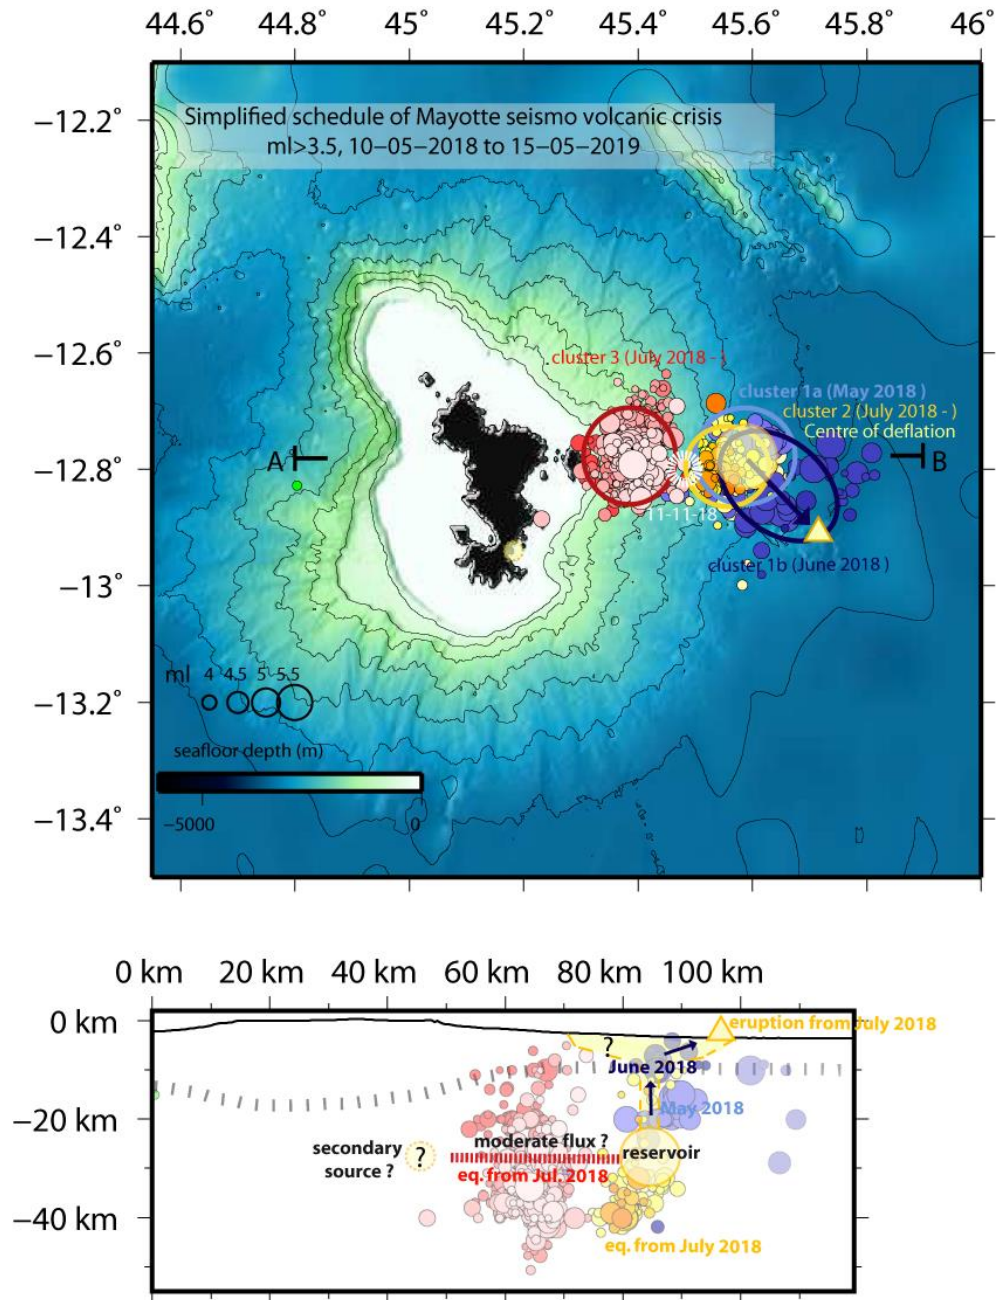 44.6° 44.8° 45° 45.2° 45.4° 45.6° 45.8° 46°
−12.2°
Simplified schedule of Mayotte seismo volcanic crisis
ml>3.5, 10−05−2018 to 15−05−2019
−12.4°
−12.6°
cluster 3 (July 2018 - )
cluster 1a (May 2018 )
cluster 2 (July 2018 - )
Centre of deflation
−12.8°
A
B
11-11-18
cluster 1b (June 2018 )
−13°
ml 4 4.5 5 5.5
−13.2°
seafloor depth (m)
−5000 0
−13.4°
0 km 20 km 40 km 60 km 80 km 100 km
0 km
eruption from July 2018
?
June 2018
May 2018
−20 km
secondary
source ?
?
moderate flux ?
reservoir
eq. from Jul. 2018
−40 km
eq. from July 2018